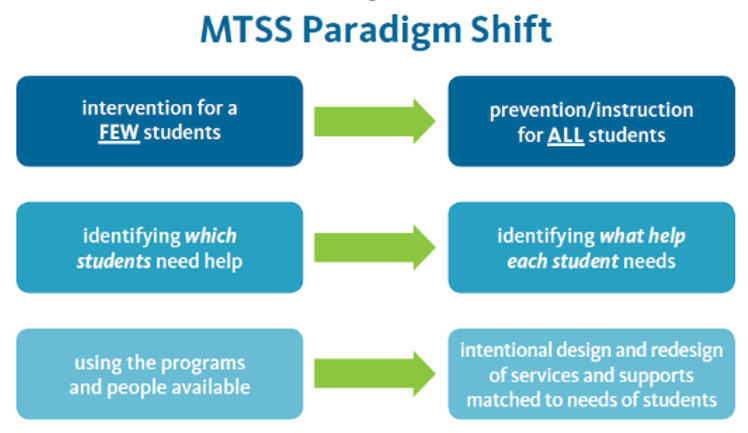 MTSS Paradigm Shift
intervention for a
FEW students
prevention/instruction
for ALL students
identifying which
students need help
identifying what help
each student needs
using the programs
and people available
intentional design and redesign
of services and supports
matched to needs of students